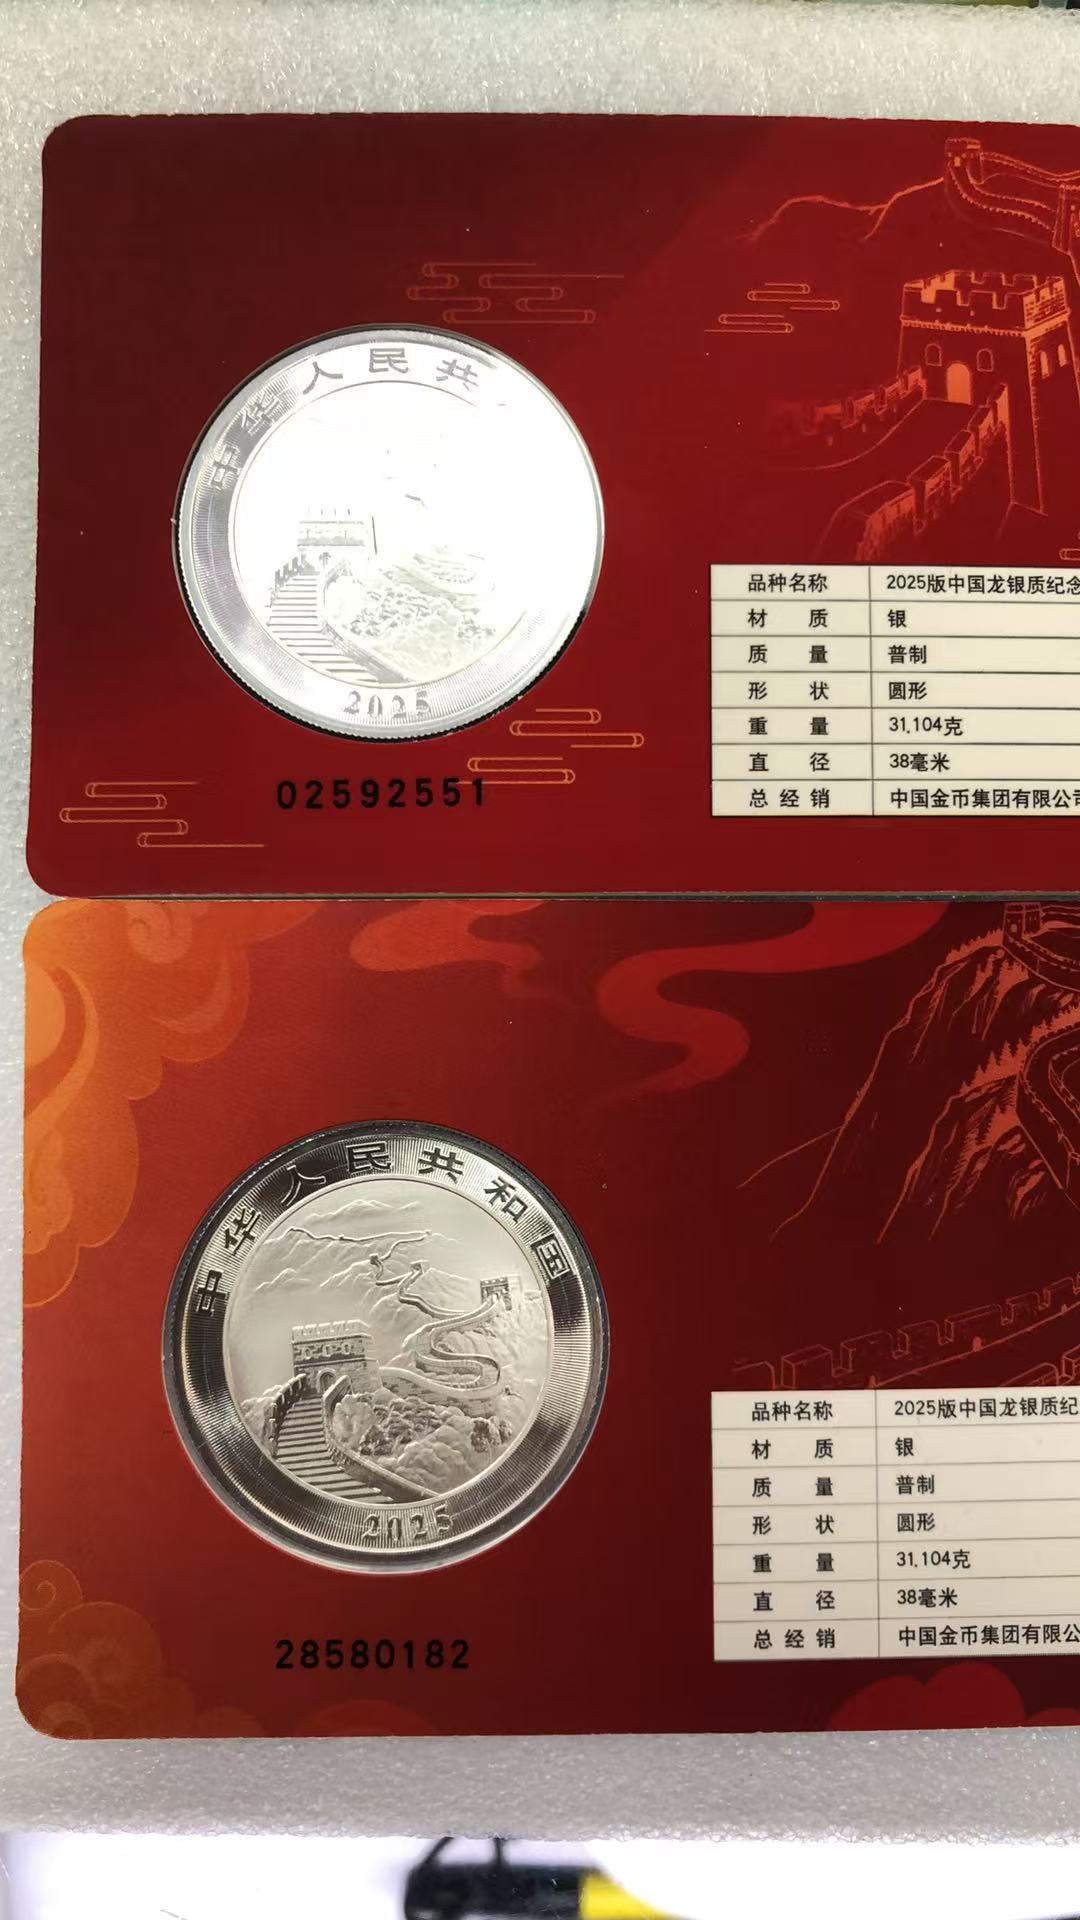 中华人民共
2025
02592551
品种名称 2025版中国龙银质纪念
材 质 银
质 量 普制
形 状 圆形
重 量 31.104克
直 径 38毫米
总经销 中国金币集团有限公司
中华人民共和国
2025
28580182
品种名称 2025版中国龙银质纪
材 质 银
质 量 普制
形 状 圆形
重 量 31.104克
直 径 38毫米
总经销 中国金币集团有限公